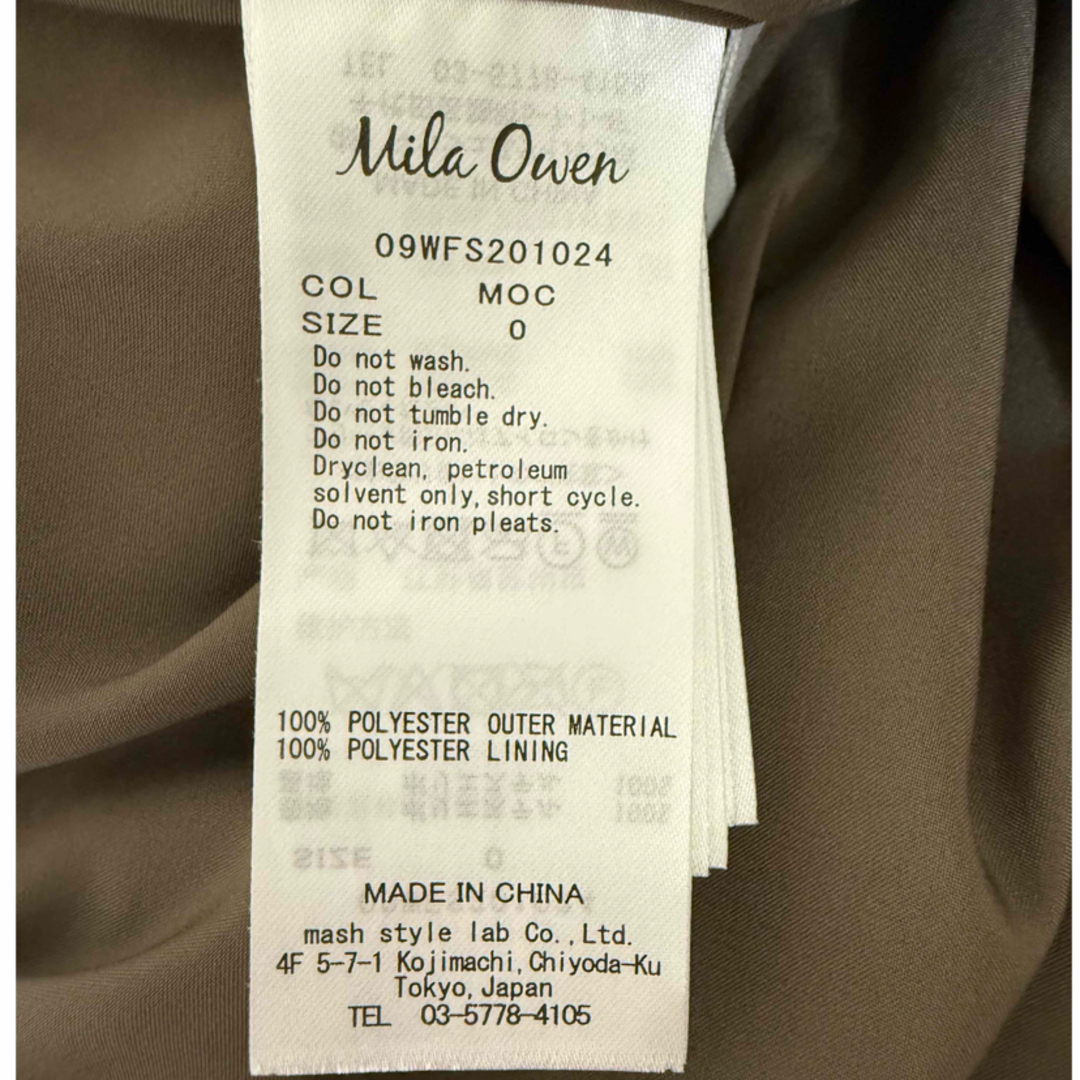 Mila Owen
09WFS201024
COL MOC
SIZE 0
Do not wash.
Do not bleach.
Do not tumble dry.
Do not iron.
Dryclean, petroleum
solvent only, short cycle.
Do not iron pleats.
100% POLYESTER OUTER MATERIAL
100% POLYESTER LINING
MADE IN CHINA
mash style lab Co.,Ltd.
4F 5-7-1 Kojimachi, Chiyoda-Ku
Tokyo, Japan
TEL 03-5778-4105